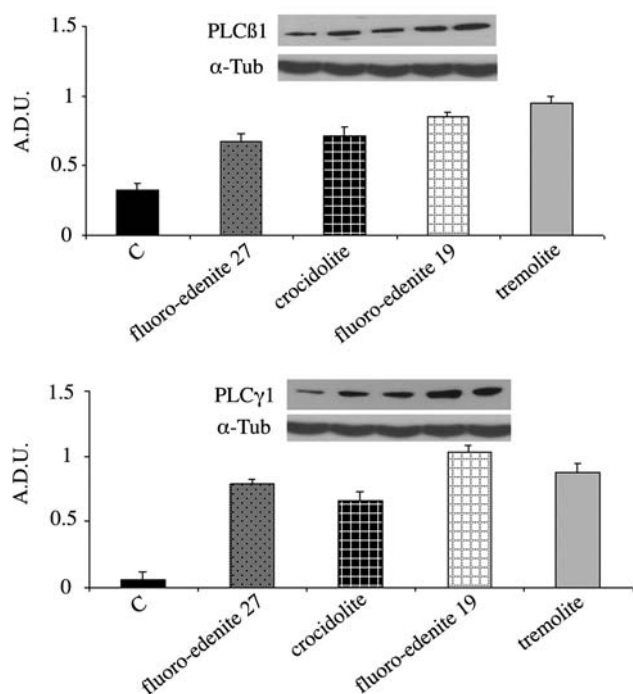 PLCß1
α-Tub
1.5
1
0.5
0
A.D.U.
C
fluoro-edenite 27
crocidolite
fluoro-edenite 19
tremolite
PLCγ1
α-Tub
1.5
1
0.5
0
A.D.U.
C
fluoro-edenite 27
crocidolite
fluoro-edenite 19
tremolite